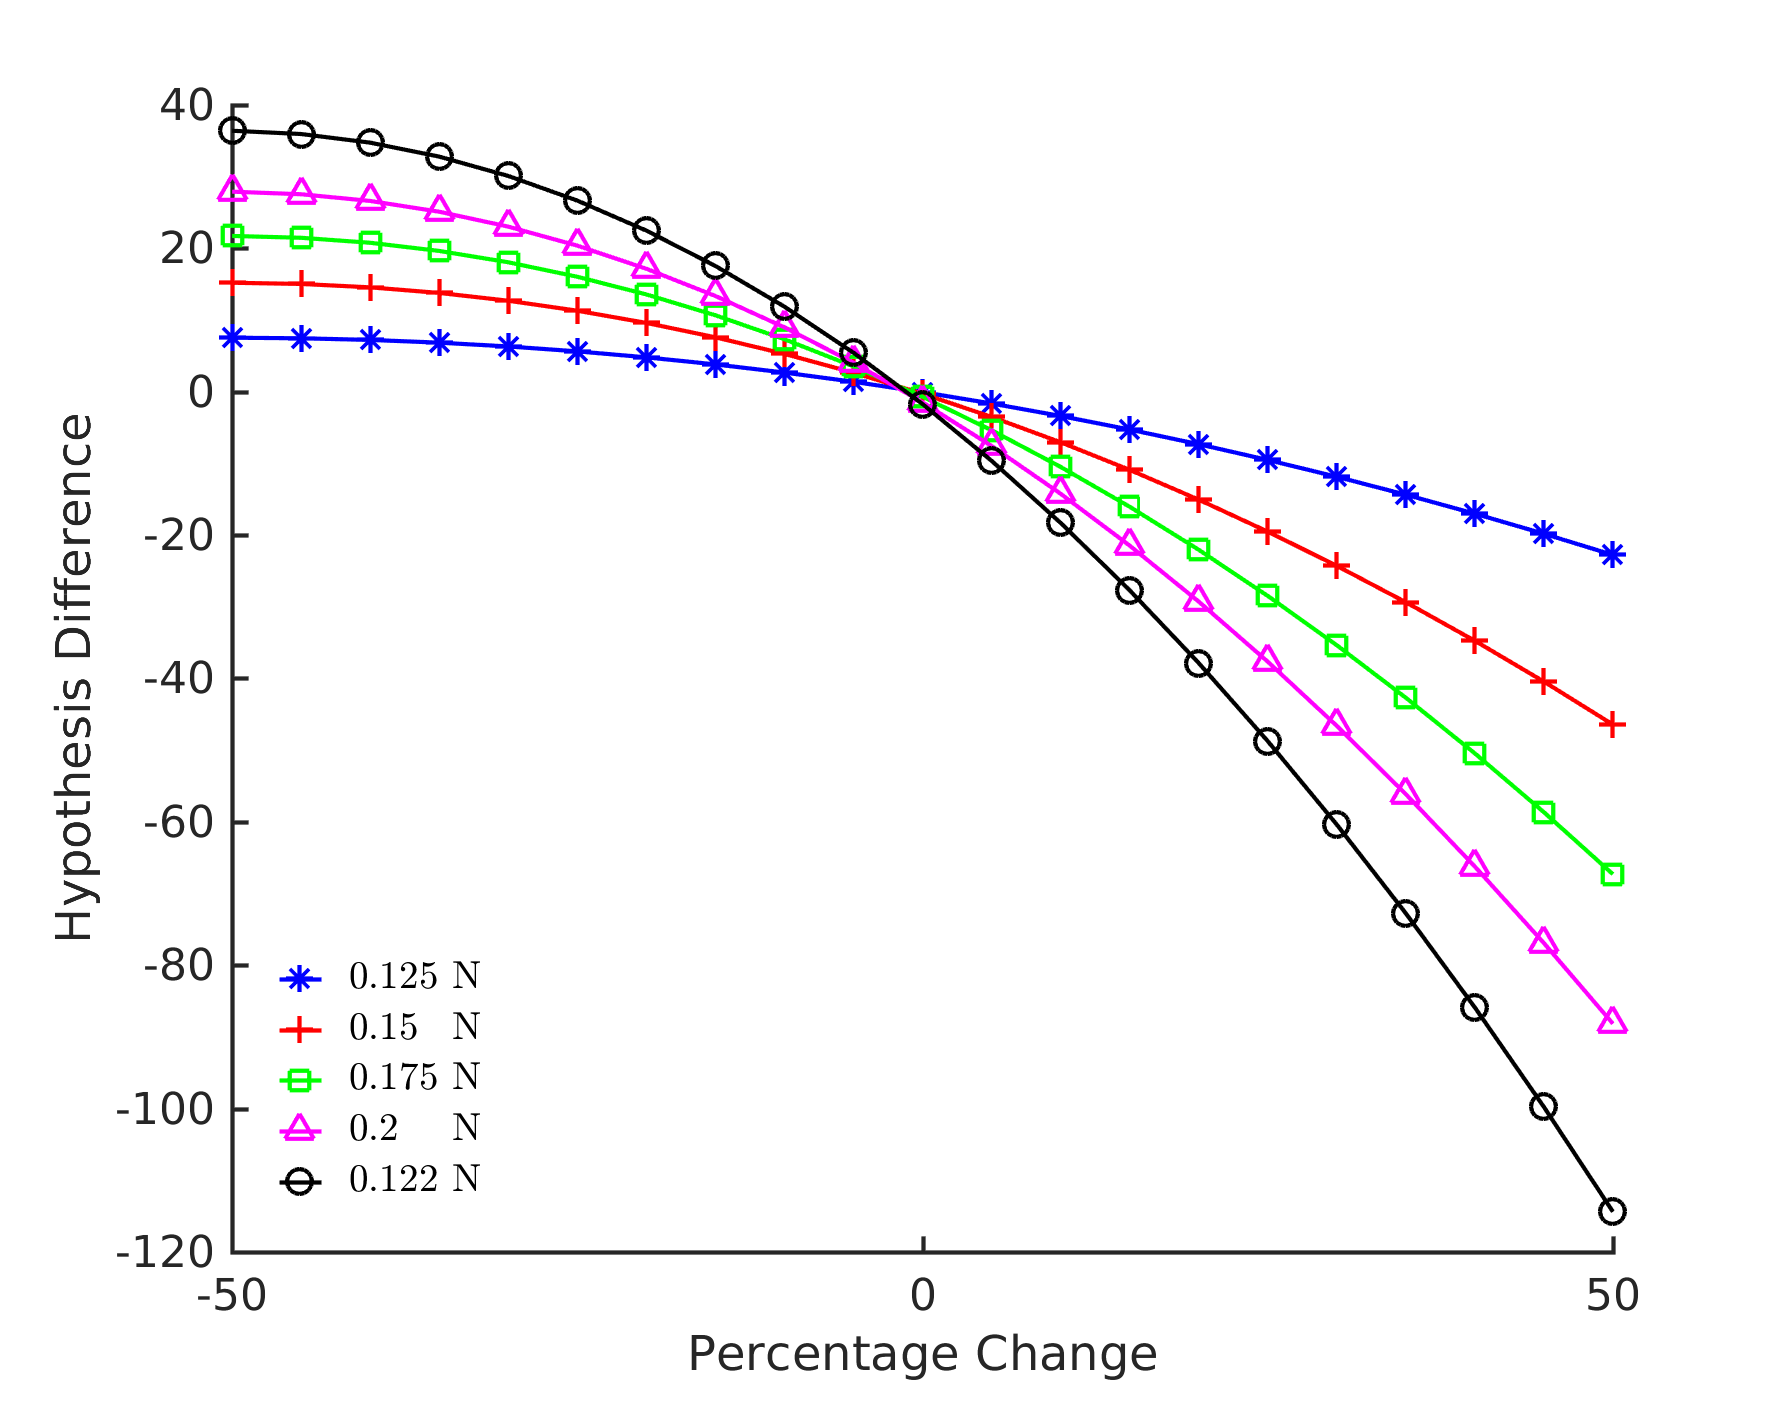 40
20
0
-20
-40
-60
-80
-100
-120
Hypothesis Difference
0.125 N
0.15 N
0.175 N
0.2 N
0.122 N
-50 0 50
Percentage Change